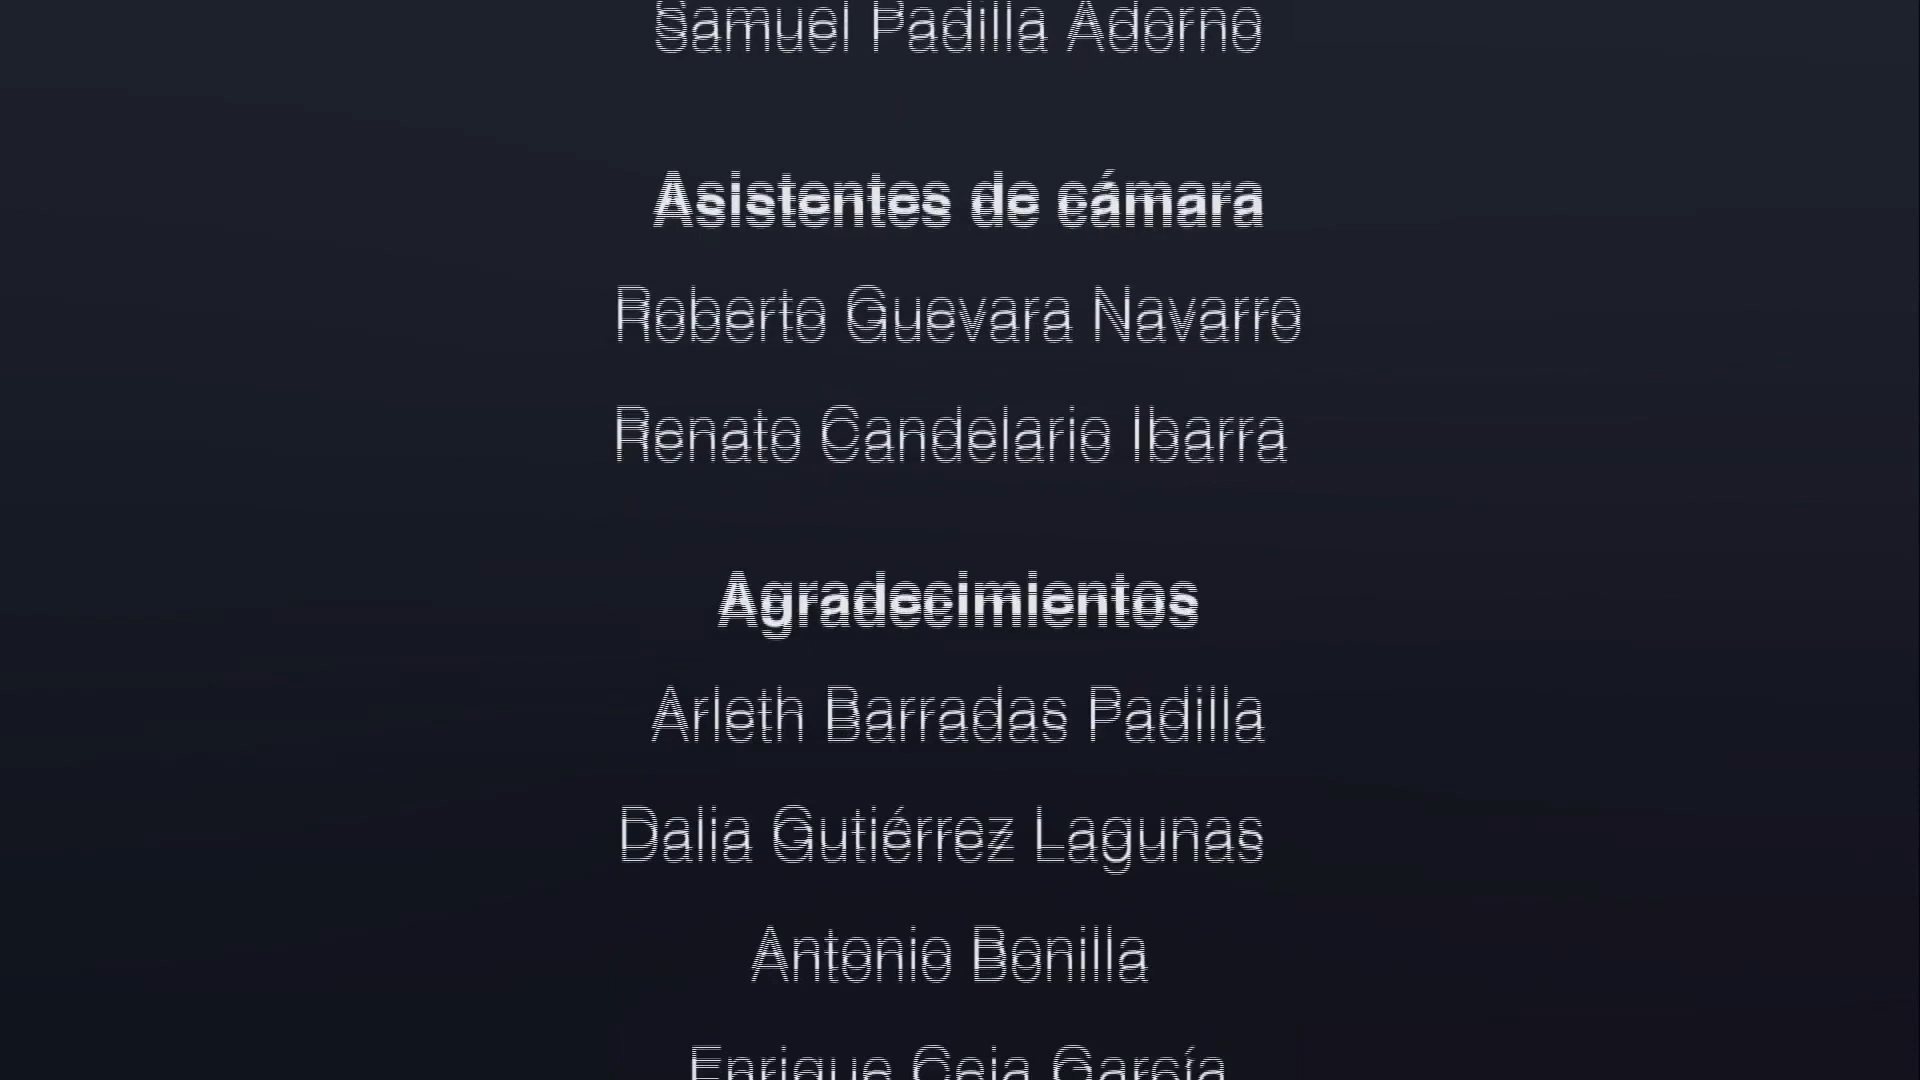 Samuel Padilla Adorno
Asistentes de cámara
Roberto Guevara Navarro
Renato Candelario Ibarra
Agradecimientos
Arleth Barradas Padilla
Dalia Gutiérrez Lagunas
Antonio Bonilla
Enrique Ceja García